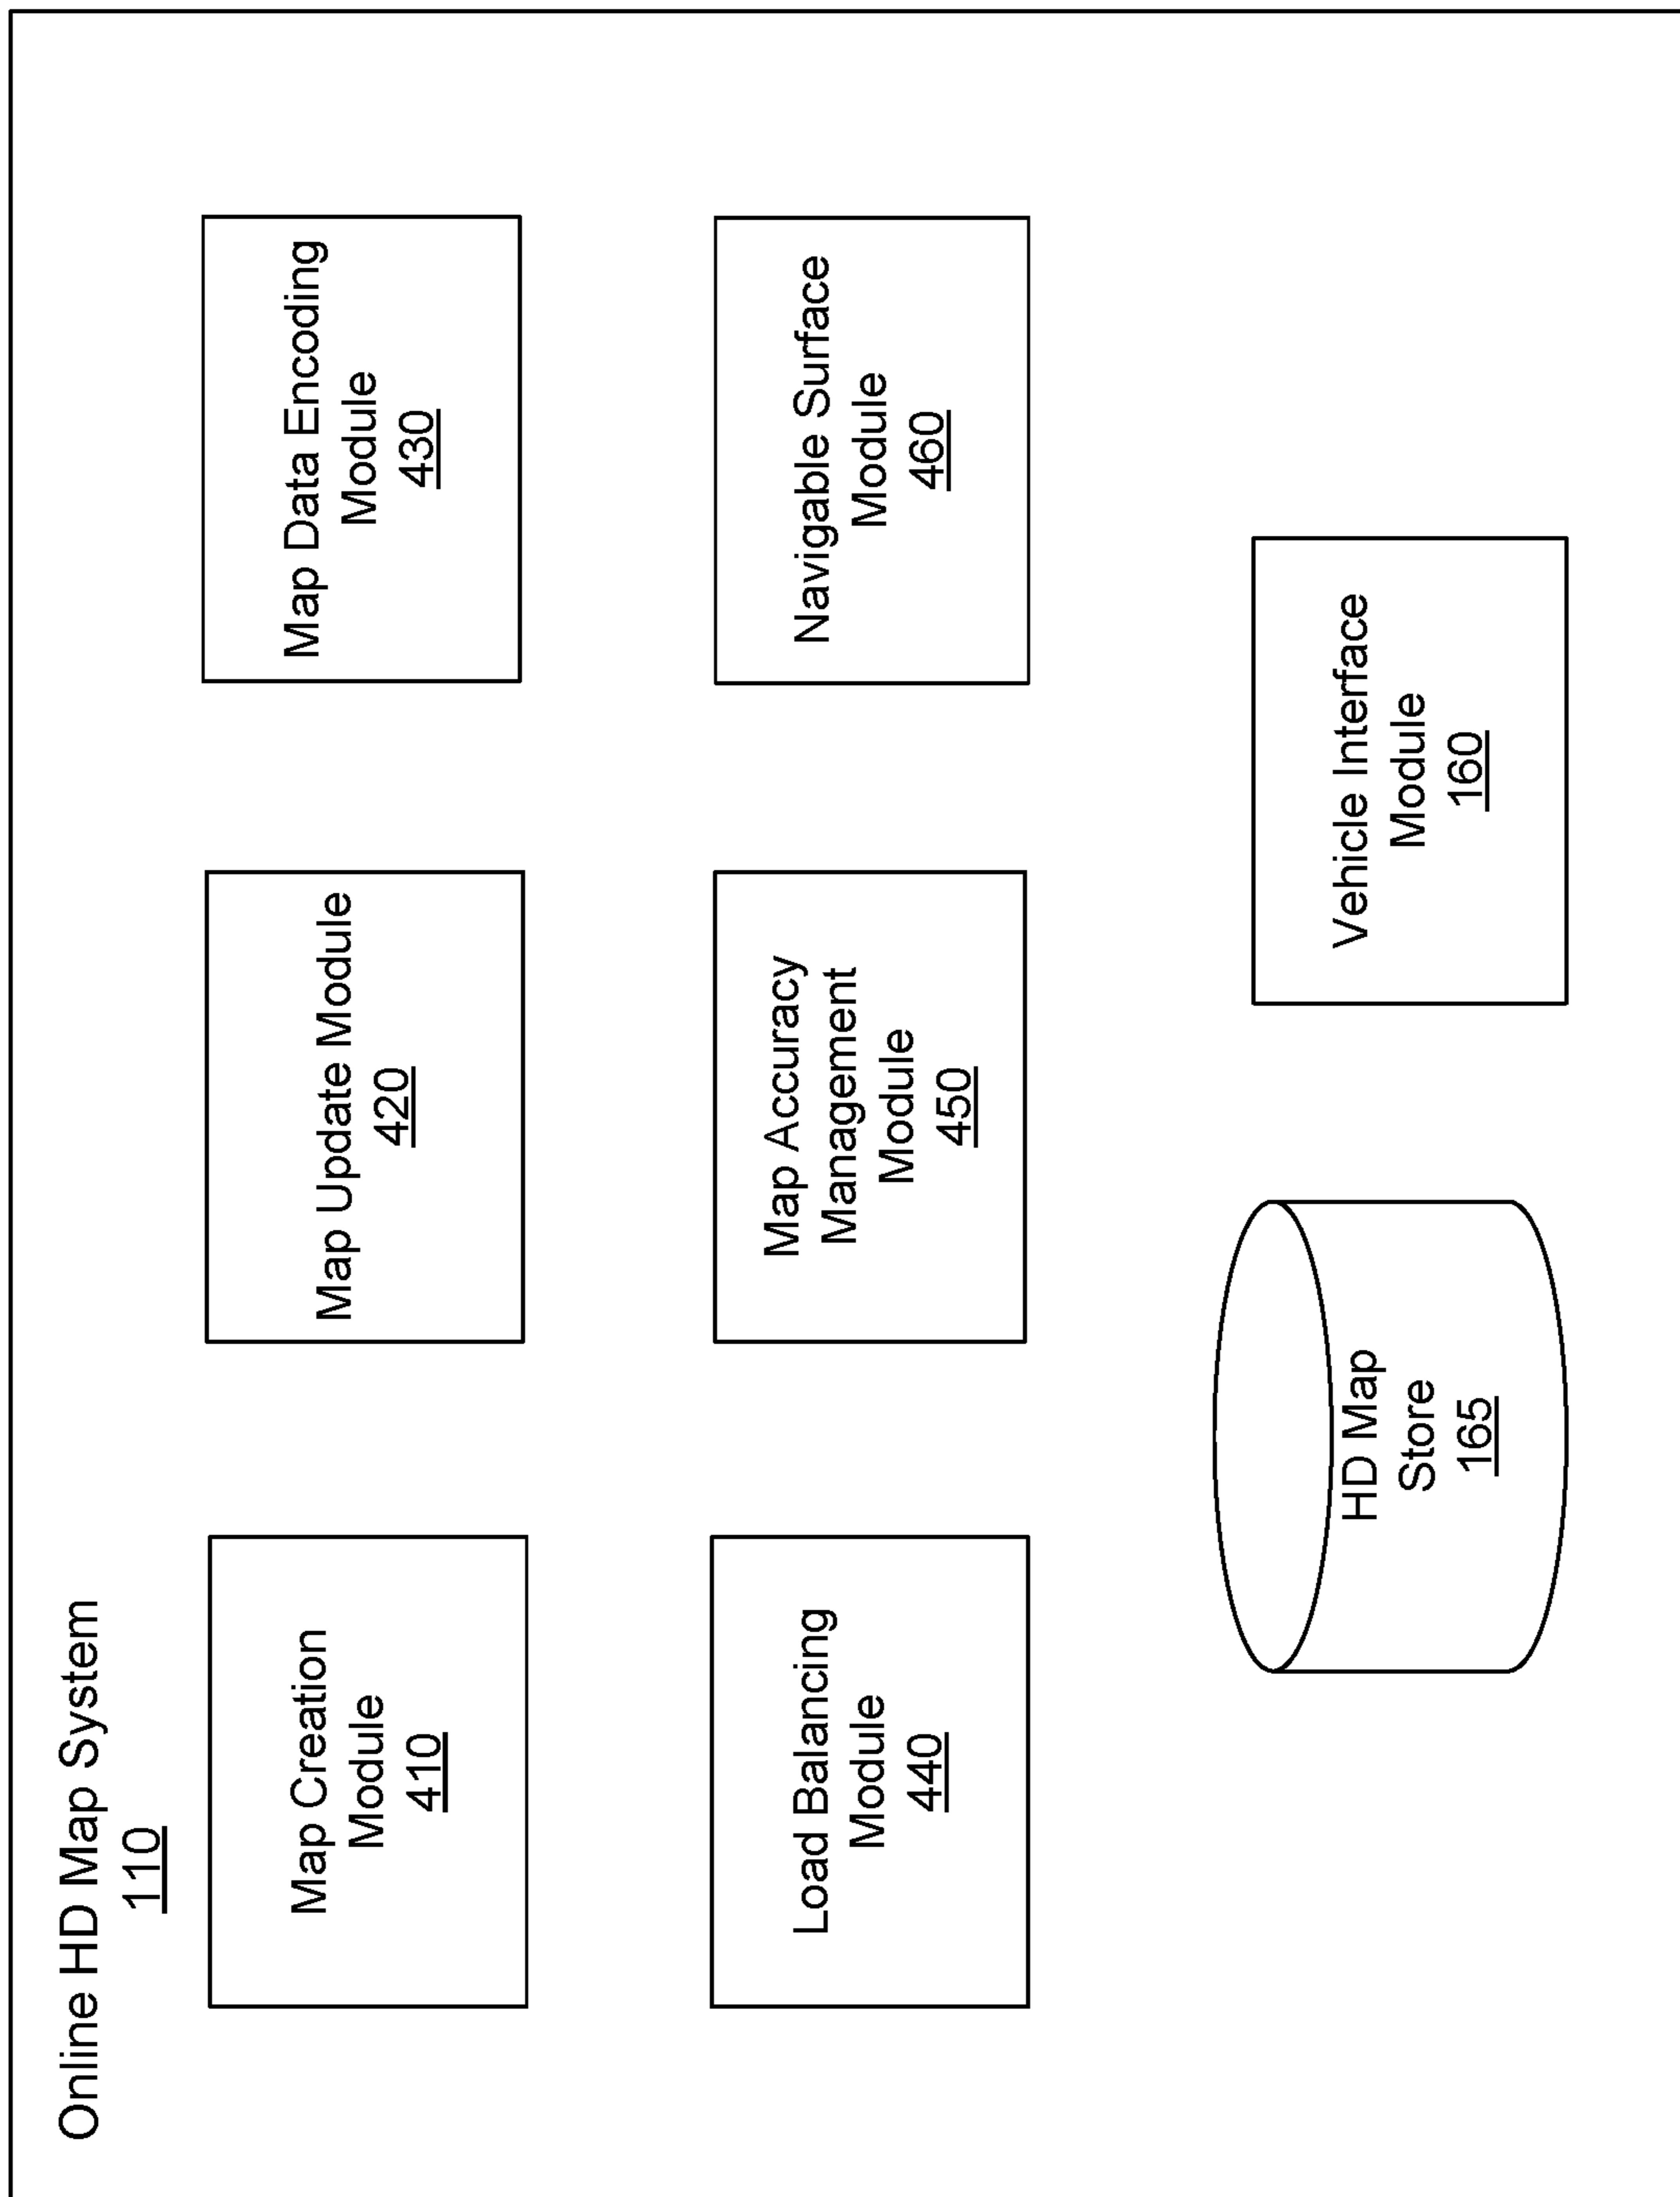 Online HD Map System
110
Map Creation
Module
410
Map Update Module
420
Map Data Encoding
Module
430
Load Balancing
Module
440
Map Accuracy
Management
Module
450
Navigable Surface
Module
460
HD Map
Store
165
Vehicle Interface
Module
160